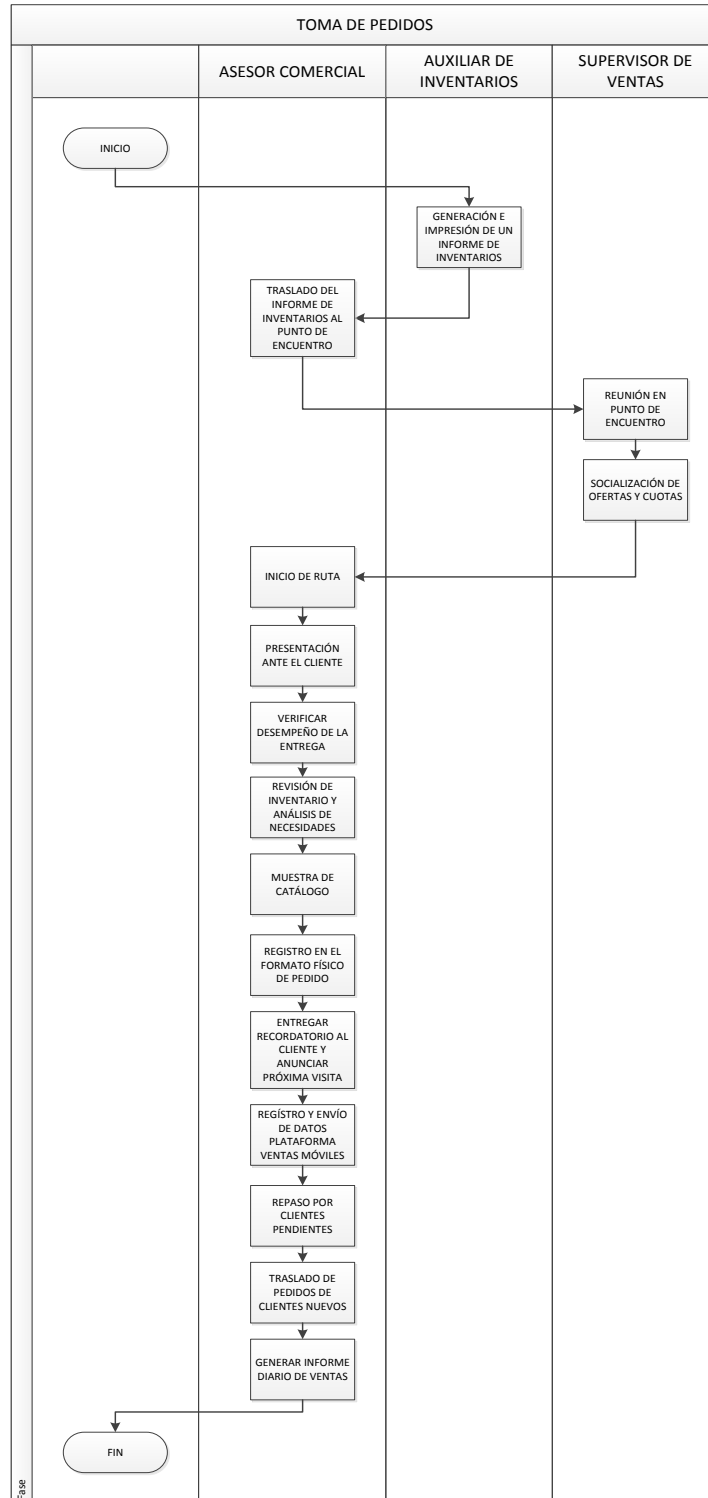 TOMA DE PEDIDOS
ASESOR COMERCIAL
AUXILIAR DE
INVENTARIOS
SUPERVISOR DE
VENTAS
INICIO
GENERACIÓN E
IMPRESIÓN DE UN
INFORME DE
INVENTARIOS
TRASLADO DEL
INFORME DE
INVENTARIOS AL
PUNTO DE
ENCUENTRO
REUNIÓN EN
PUNTO DE
ENCUENTRO
SOCIALIZACIÓN DE
OFERTAS Y CUOTAS
INICIO DE RUTA
PRESENTACIÓN
ANTE EL CLIENTE
VERIFICAR
DESEMPEÑO DE LA
ENTREGA
REVISIÓN DE
INVENTARIO Y
ANÁLISIS DE
NECESIDADES
MUESTRA DE
CATÁLOGO
REGISTRO EN EL
FORMATO FÍSICO
DE PEDIDO
ENTREGAR
RECORDATORIO AL
CLIENTE Y
ANUNCIAR
PRÓXIMA VISITA
REGÍSTRO Y ENVÍO
DE DATOS
PLATAFORMA
VENTAS MÓVILES
REPASO POR
CLIENTES
PENDIENTES
TRASLADO DE
PEDIDOS DE
CLIENTES NUEVOS
GENERAR INFORME
DIARIO DE VENTAS
FIN
Fase